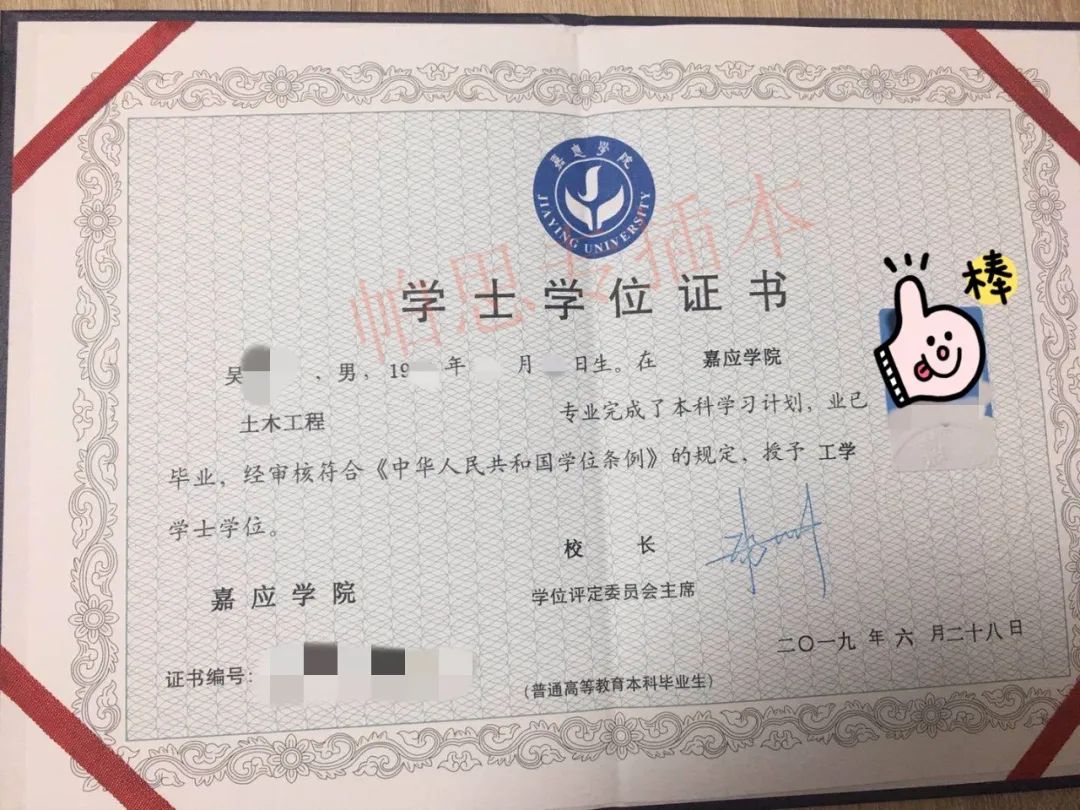 嘉应学院
JIAYING UNIVERSITY
帕思专插本
学士学位证书
棒
吴 , 男, 19 年 月 日生。在 嘉应学院
土木工程 专业完成了本科学习计划, 业已
毕业, 经审核符合《中华人民共和国学位条例》的规定, 授予 工学
学士学位。
校 长
嘉应学院
学位评定委员会主席
二〇一九 年 六 月二十八日
证书编号:
(普通高等教育本科毕业生)